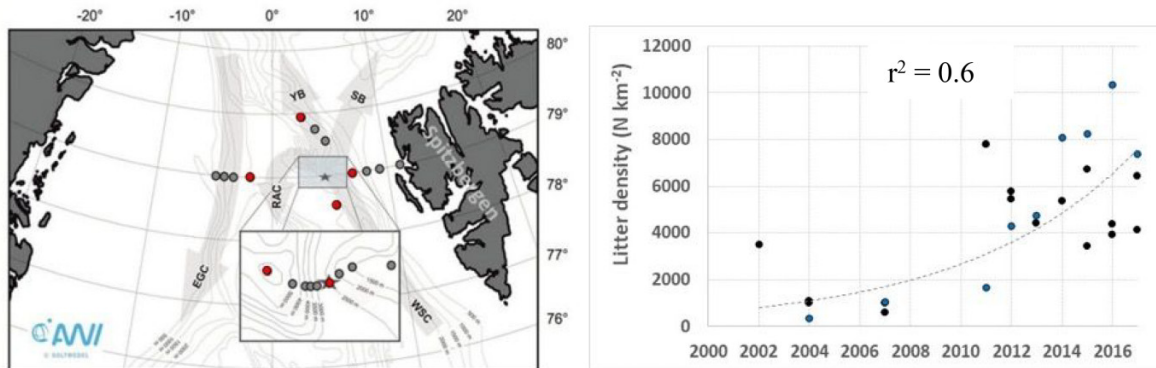 -20° -10° 0° 10° 20°
80°
79°
78°
77°
76°
YB
SB
RAC
EGC
WSC
Spitzbergen
AWI
© SOLTWEDEL
12000
10000
8000
6000
4000
2000
0
Litter density (N km⁻²)
r² = 0.6
2000 2002 2004 2006 2008 2010 2012 2014 2016